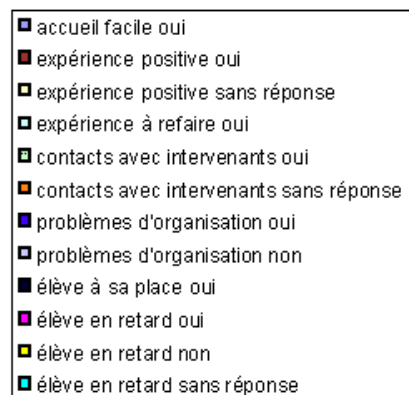 accueil facile oui
expérience positive oui
expérience positive sans réponse
expérience à refaire oui
contacts avec intervenants oui
contacts avec intervenants sans réponse
problèmes d'organisation oui
problèmes d'organisation non
élève à sa place oui
élève en retard oui
élève en retard non
élève en retard sans réponse